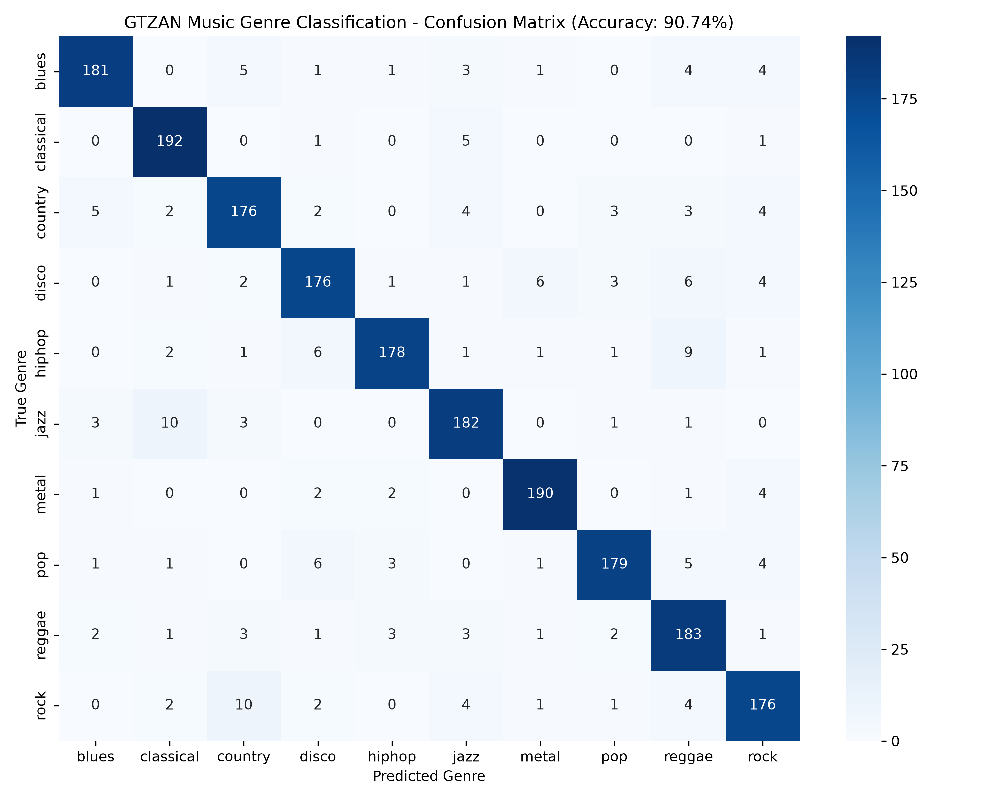 GTZAN Music Genre Classification - Confusion Matrix (Accuracy: 90.74%)
True Genre
blues 181 0 5 1 1 3 1 0 4 4
classical 0 192 0 1 0 5 0 0 0 1
country 5 2 176 2 0 4 0 3 3 4
disco 0 1 2 176 1 1 6 3 6 4
hiphop 0 2 1 6 178 1 1 1 9 1
jazz 3 10 3 0 0 182 0 1 1 0
metal 1 0 0 2 2 0 190 0 1 4
pop 1 1 0 6 3 0 1 179 5 4
reggae 2 1 3 1 3 3 1 2 183 1
rock 0 2 10 2 0 4 1 1 4 176
blues classical country disco hiphop jazz metal pop reggae rock
Predicted Genre
175
150
125
100
75
50
25
0